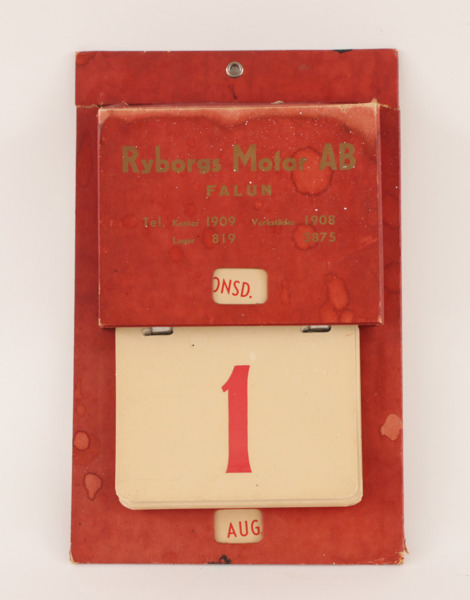 Ryborgs Motor AB
FALUN
Tel. Kontor 1909 Verkstäder 1908
Lager 819 1875
ONSD.
1
AUG.